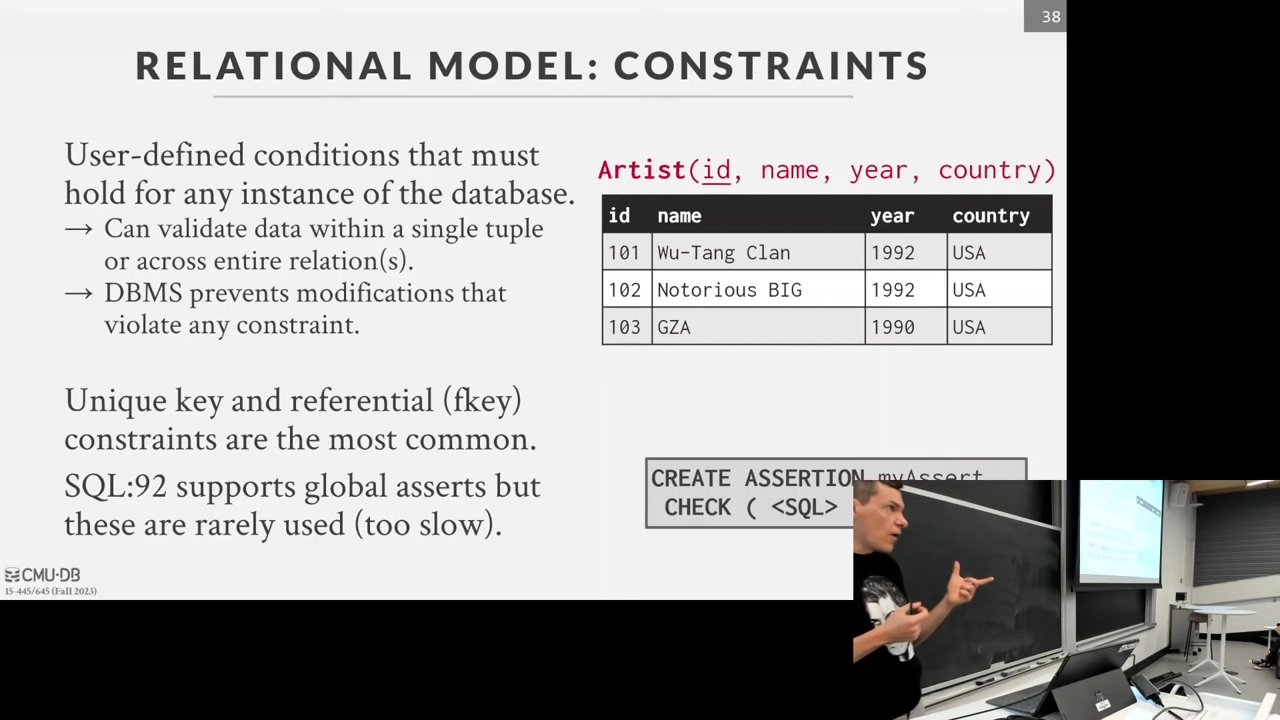 38
RELATIONAL MODEL: CONSTRAINTS
User-defined conditions that must
hold for any instance of the database.
→ Can validate data within a single tuple
or across entire relation(s).
→ DBMS prevents modifications that
violate any constraint.
Unique key and referential (fkey)
constraints are the most common.
SQL:92 supports global asserts but
these are rarely used (too slow).
Artist(id, name, year, country)
id name year country
101 Wu-Tang Clan 1992 USA
102 Notorious BIG 1992 USA
103 GZA 1990 USA
CREATE ASSERTION myAssert
CHECK ( <SQL>
CMU·DB
15-445/645 (Fall 2023)